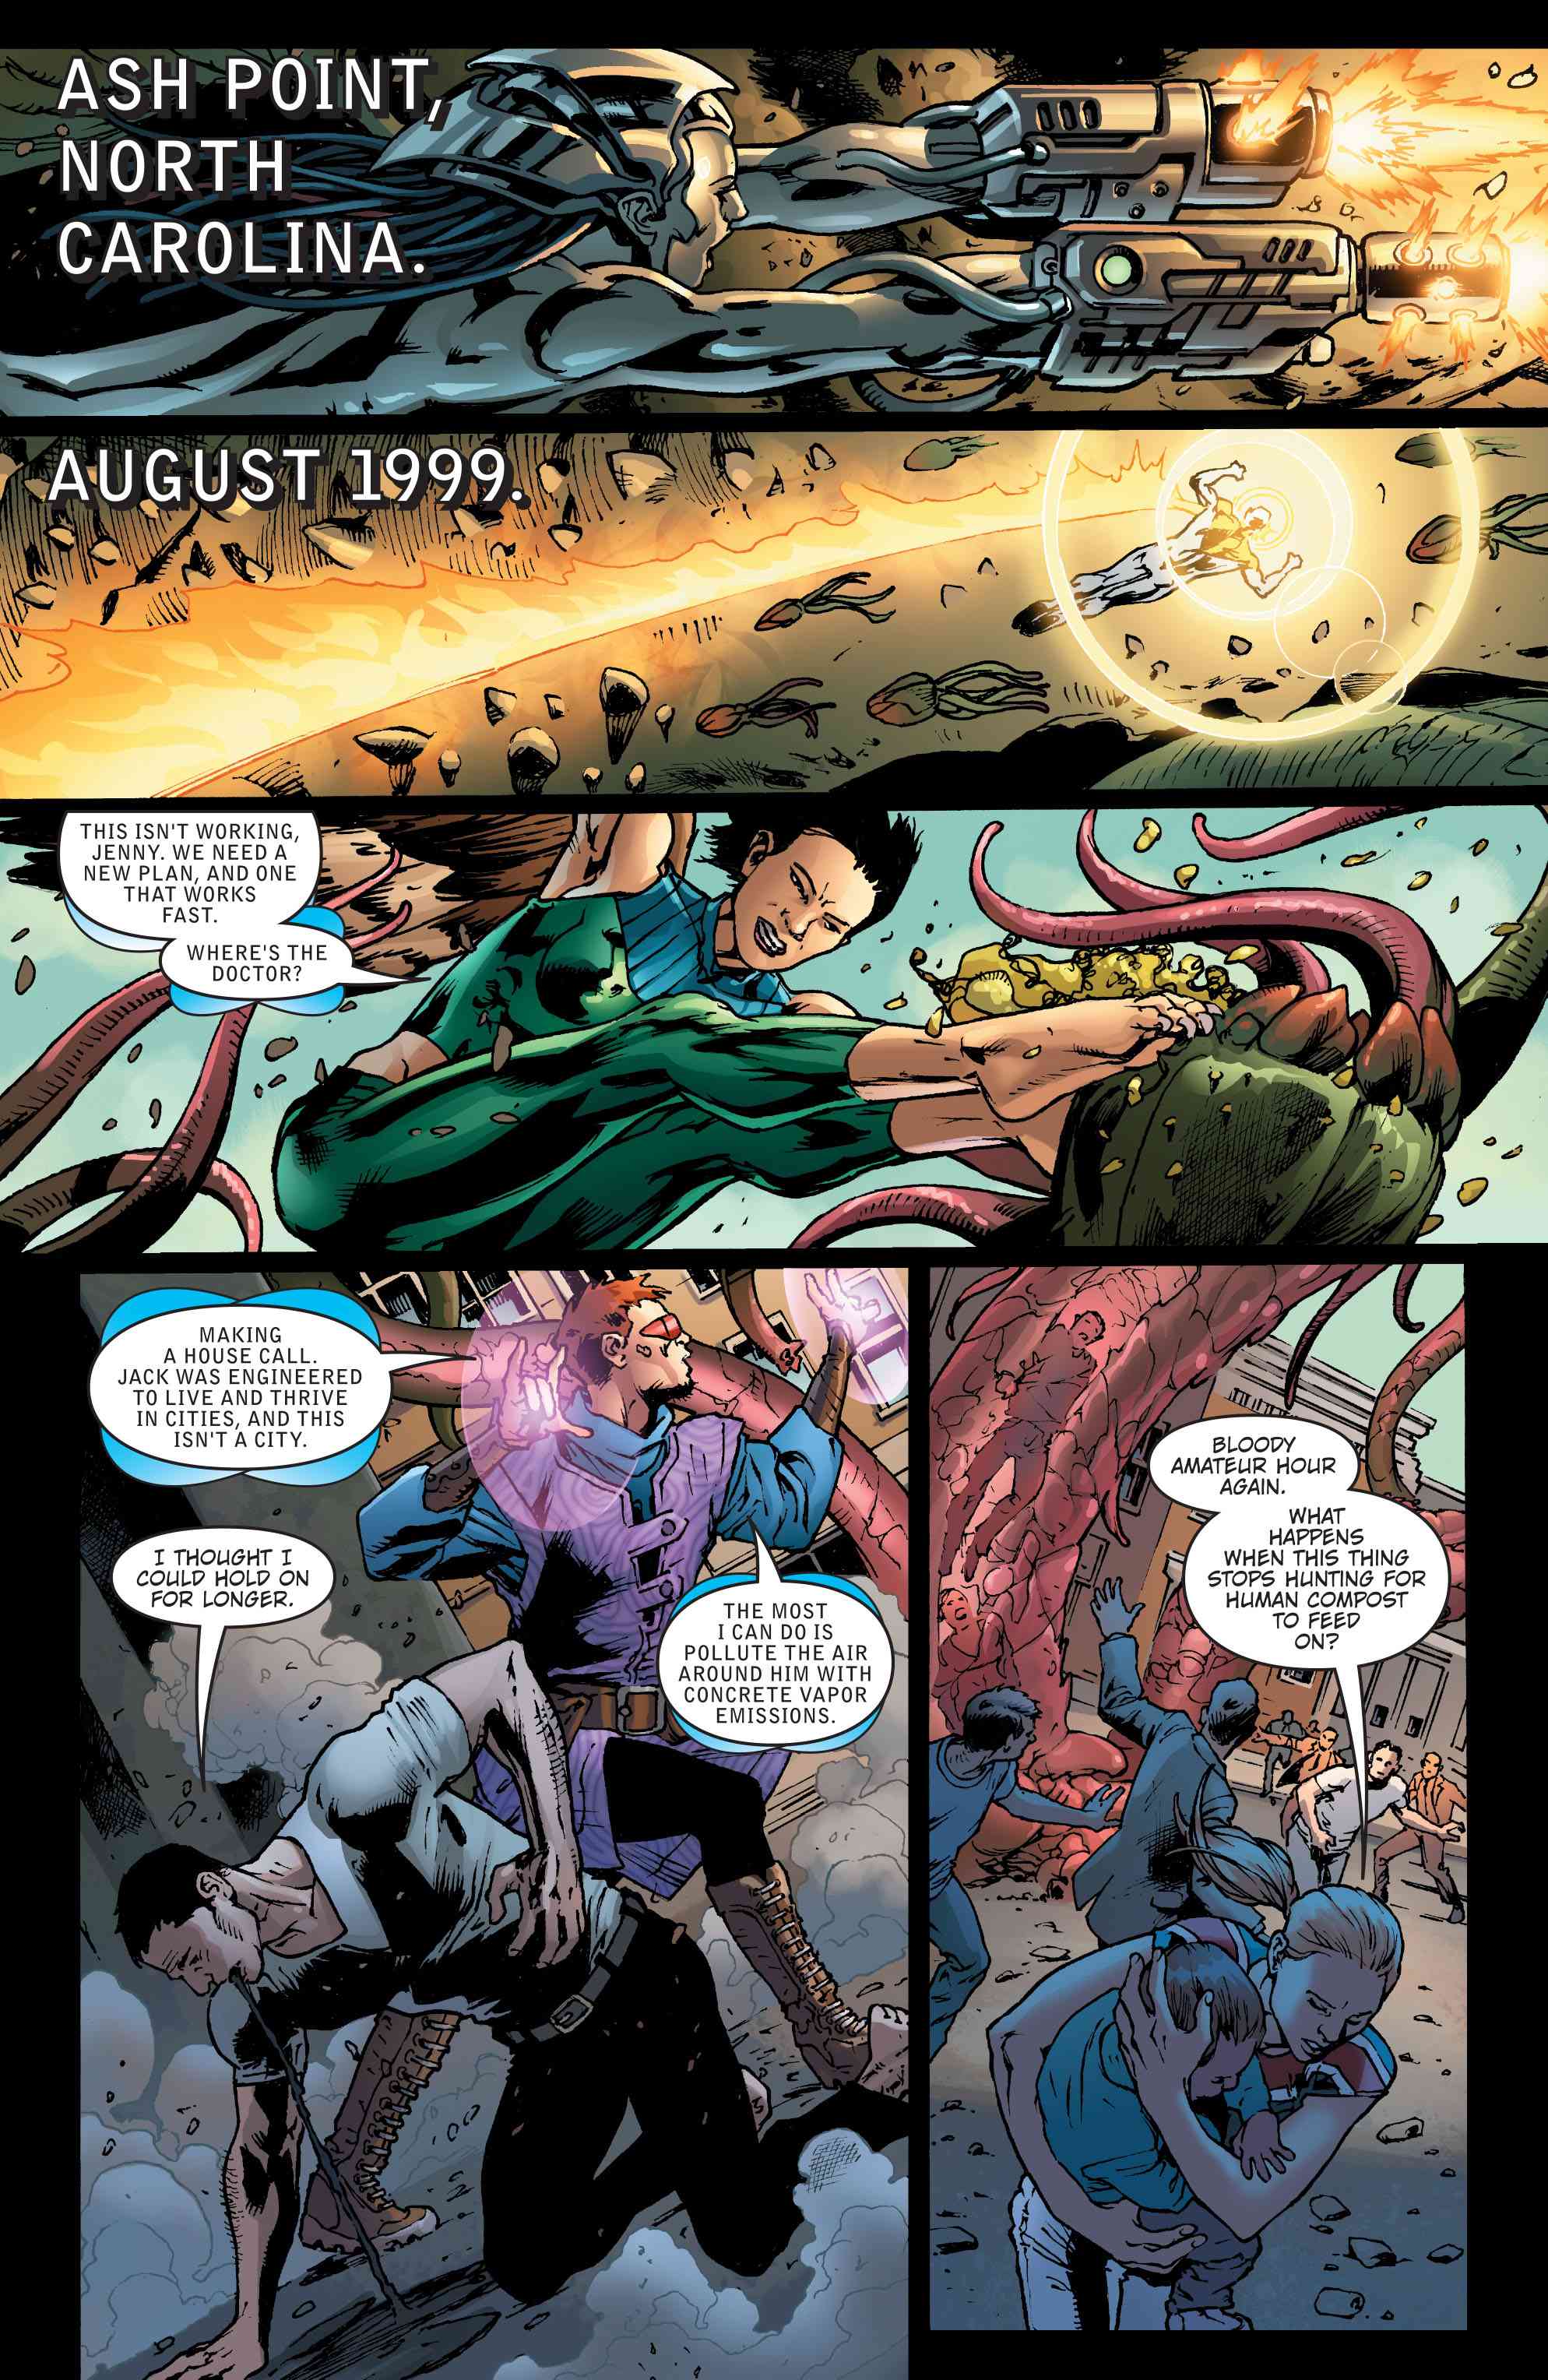 ASH POINT,
NORTH
CAROLINA.
AUGUST 1999.
THIS ISN'T WORKING,
JENNY. WE NEED A
NEW PLAN, AND ONE
THAT WORKS
FAST.
WHERE'S THE
DOCTOR?
MAKING
A HOUSE CALL.
JACK WAS ENGINEERED
TO LIVE AND THRIVE
IN CITIES, AND THIS
ISN'T A CITY.
I THOUGHT I
COULD HOLD ON
FOR LONGER.
THE MOST
I CAN DO IS
POLLUTE THE AIR
AROUND HIM WITH
CONCRETE VAPOR
EMISSIONS.
BLOODY
AMATEUR HOUR
AGAIN.
WHAT
HAPPENS
WHEN THIS THING
STOPS HUNTING FOR
HUMAN COMPOST
TO FEED
ON?